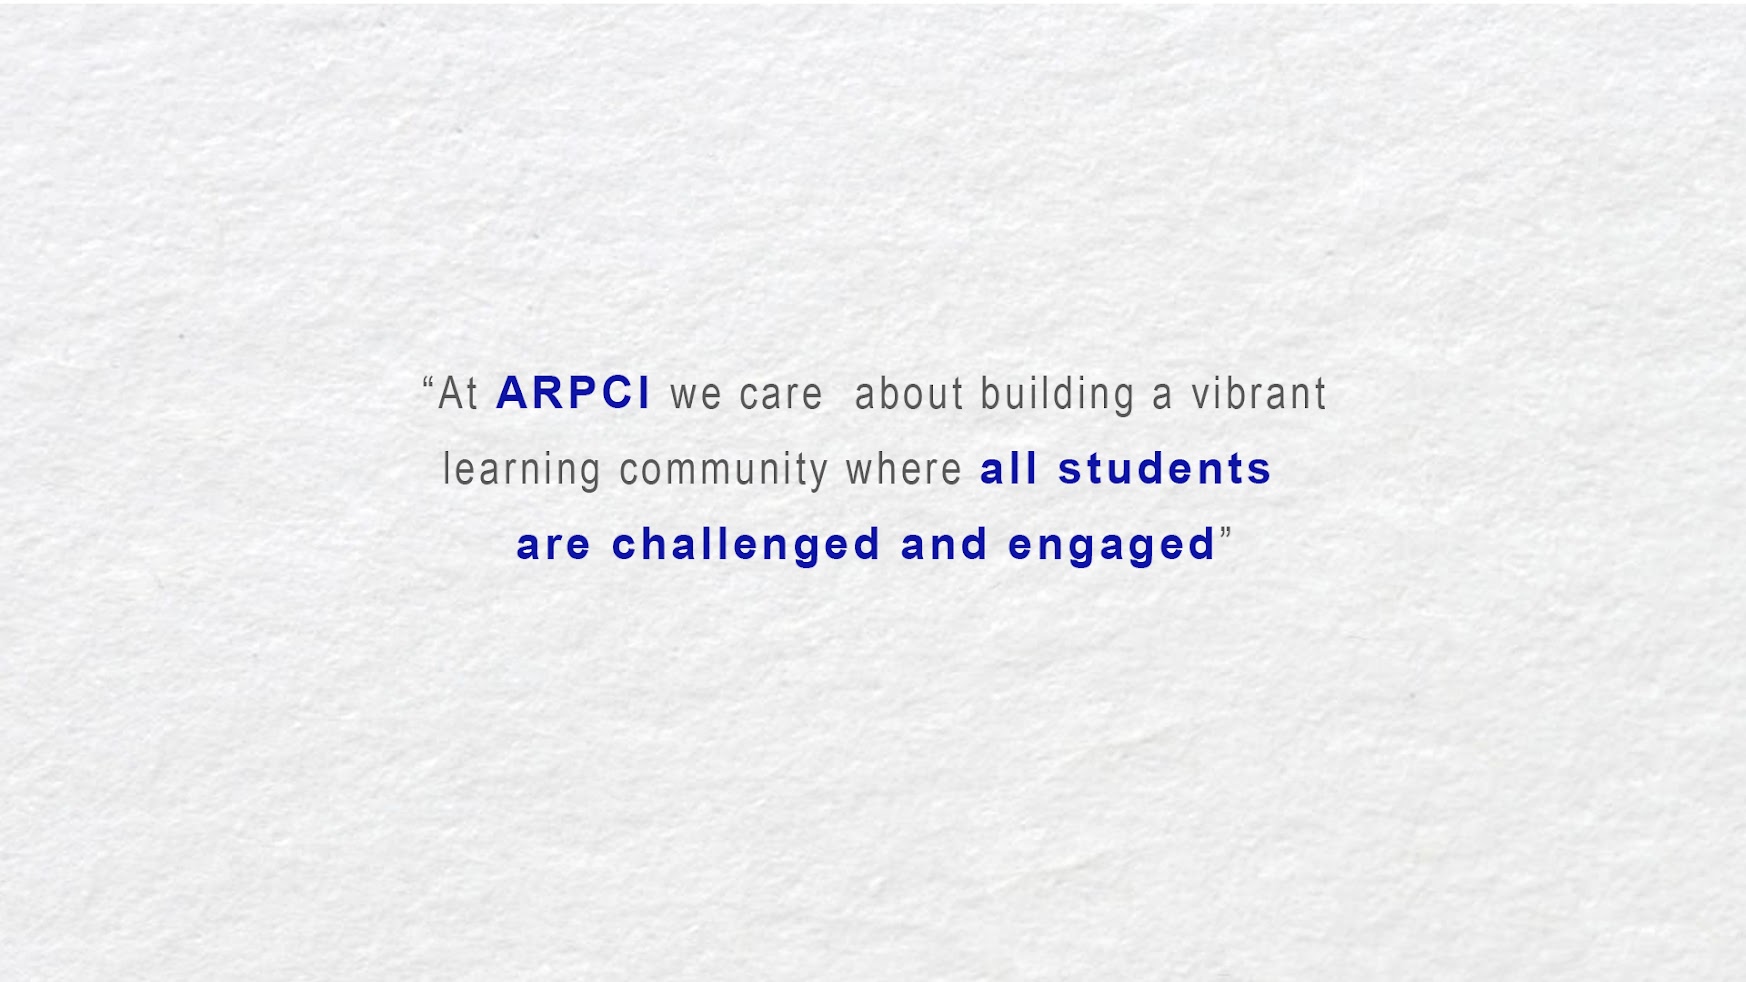 “At ARPCI we care  about building a vibrant
learning community where all students
are challenged and engaged”